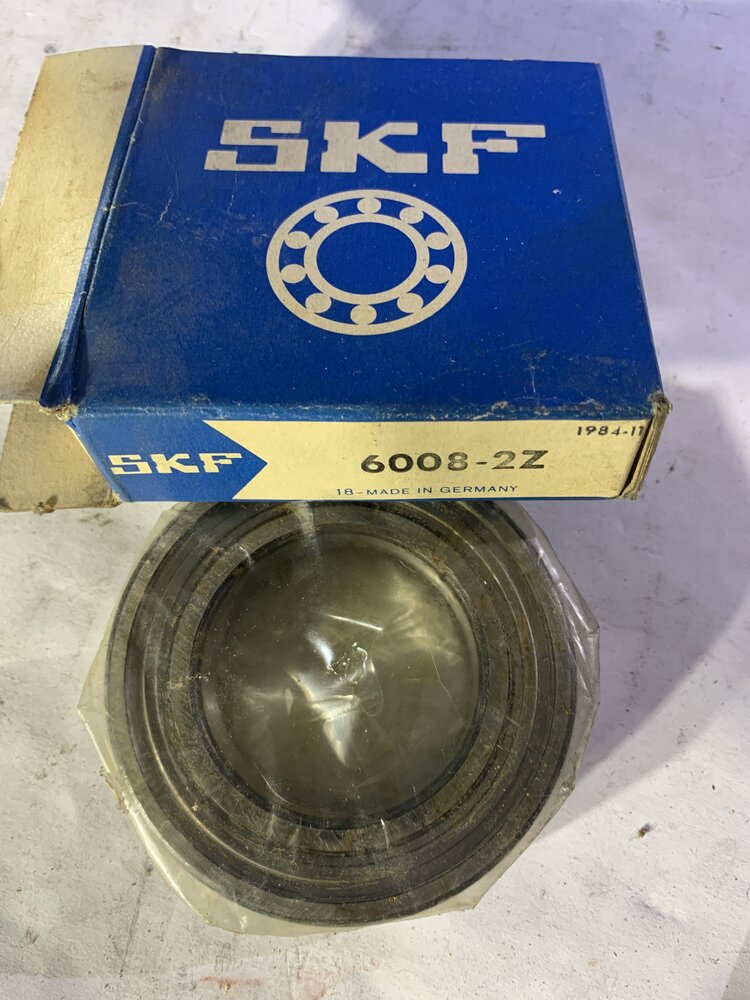 SKF
1984-11
SKF
6008-2Z
18-MADE IN GERMANY